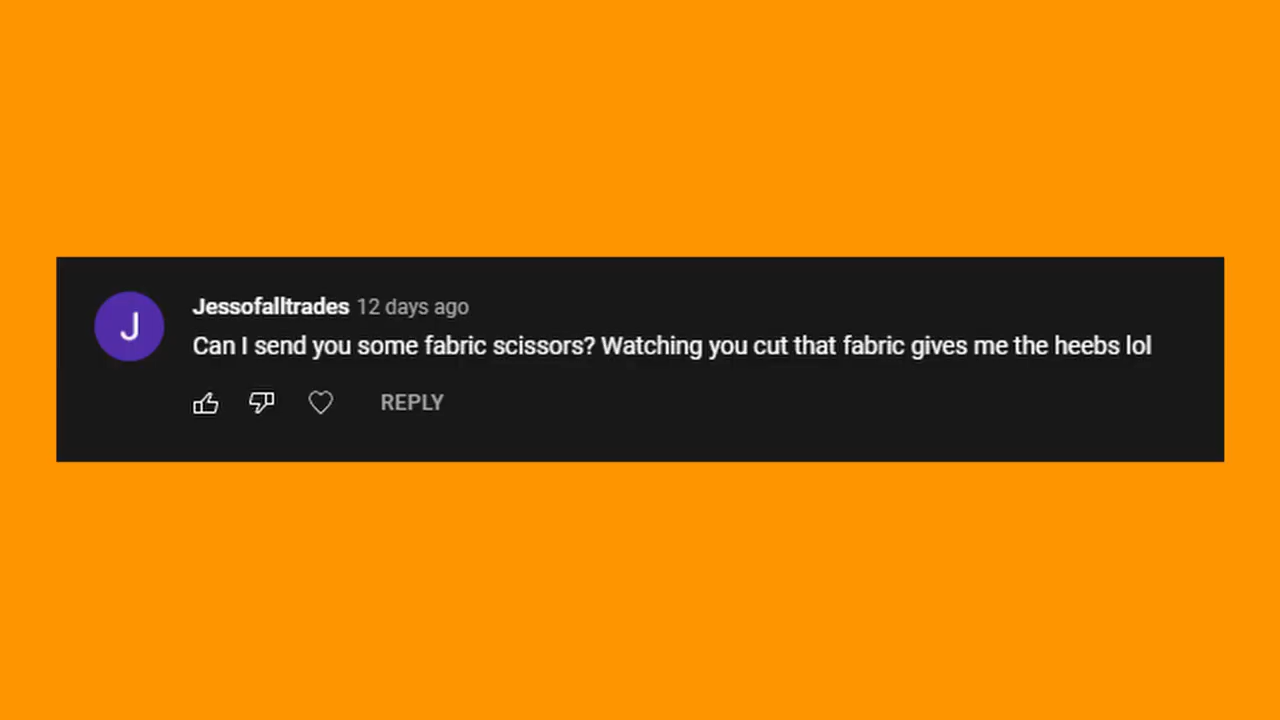 J
Jessofalltrades 12 days ago
Can I send you some fabric scissors? Watching you cut that fabric gives me the heebs lol
REPLY